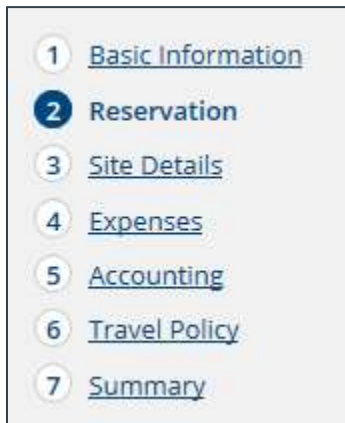 1 Basic Information
2 Reservation
3 Site Details
4 Expenses
5 Accounting
6 Travel Policy
7 Summary